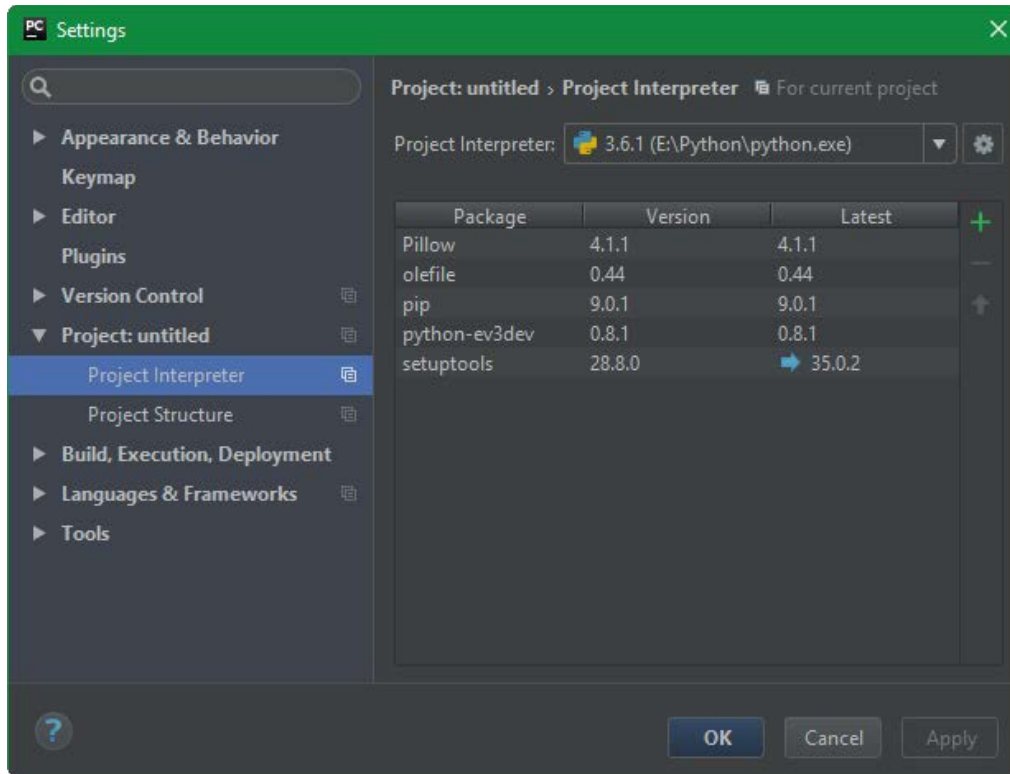 PC Settings
Project: untitled › Project Interpreter For current project
Project Interpreter: 3.6.1 (E:\Python\python.exe)
Appearance & Behavior
Keymap
Editor
Plugins
Version Control
Project: untitled
Project Interpreter
Project Structure
Build, Execution, Deployment
Languages & Frameworks
Tools
Package Version Latest
Pillow 4.1.1 4.1.1
olefile 0.44 0.44
pip 9.0.1 9.0.1
python-ev3dev 0.8.1 0.8.1
setuptools 28.8.0 35.0.2
? OK Cancel Apply